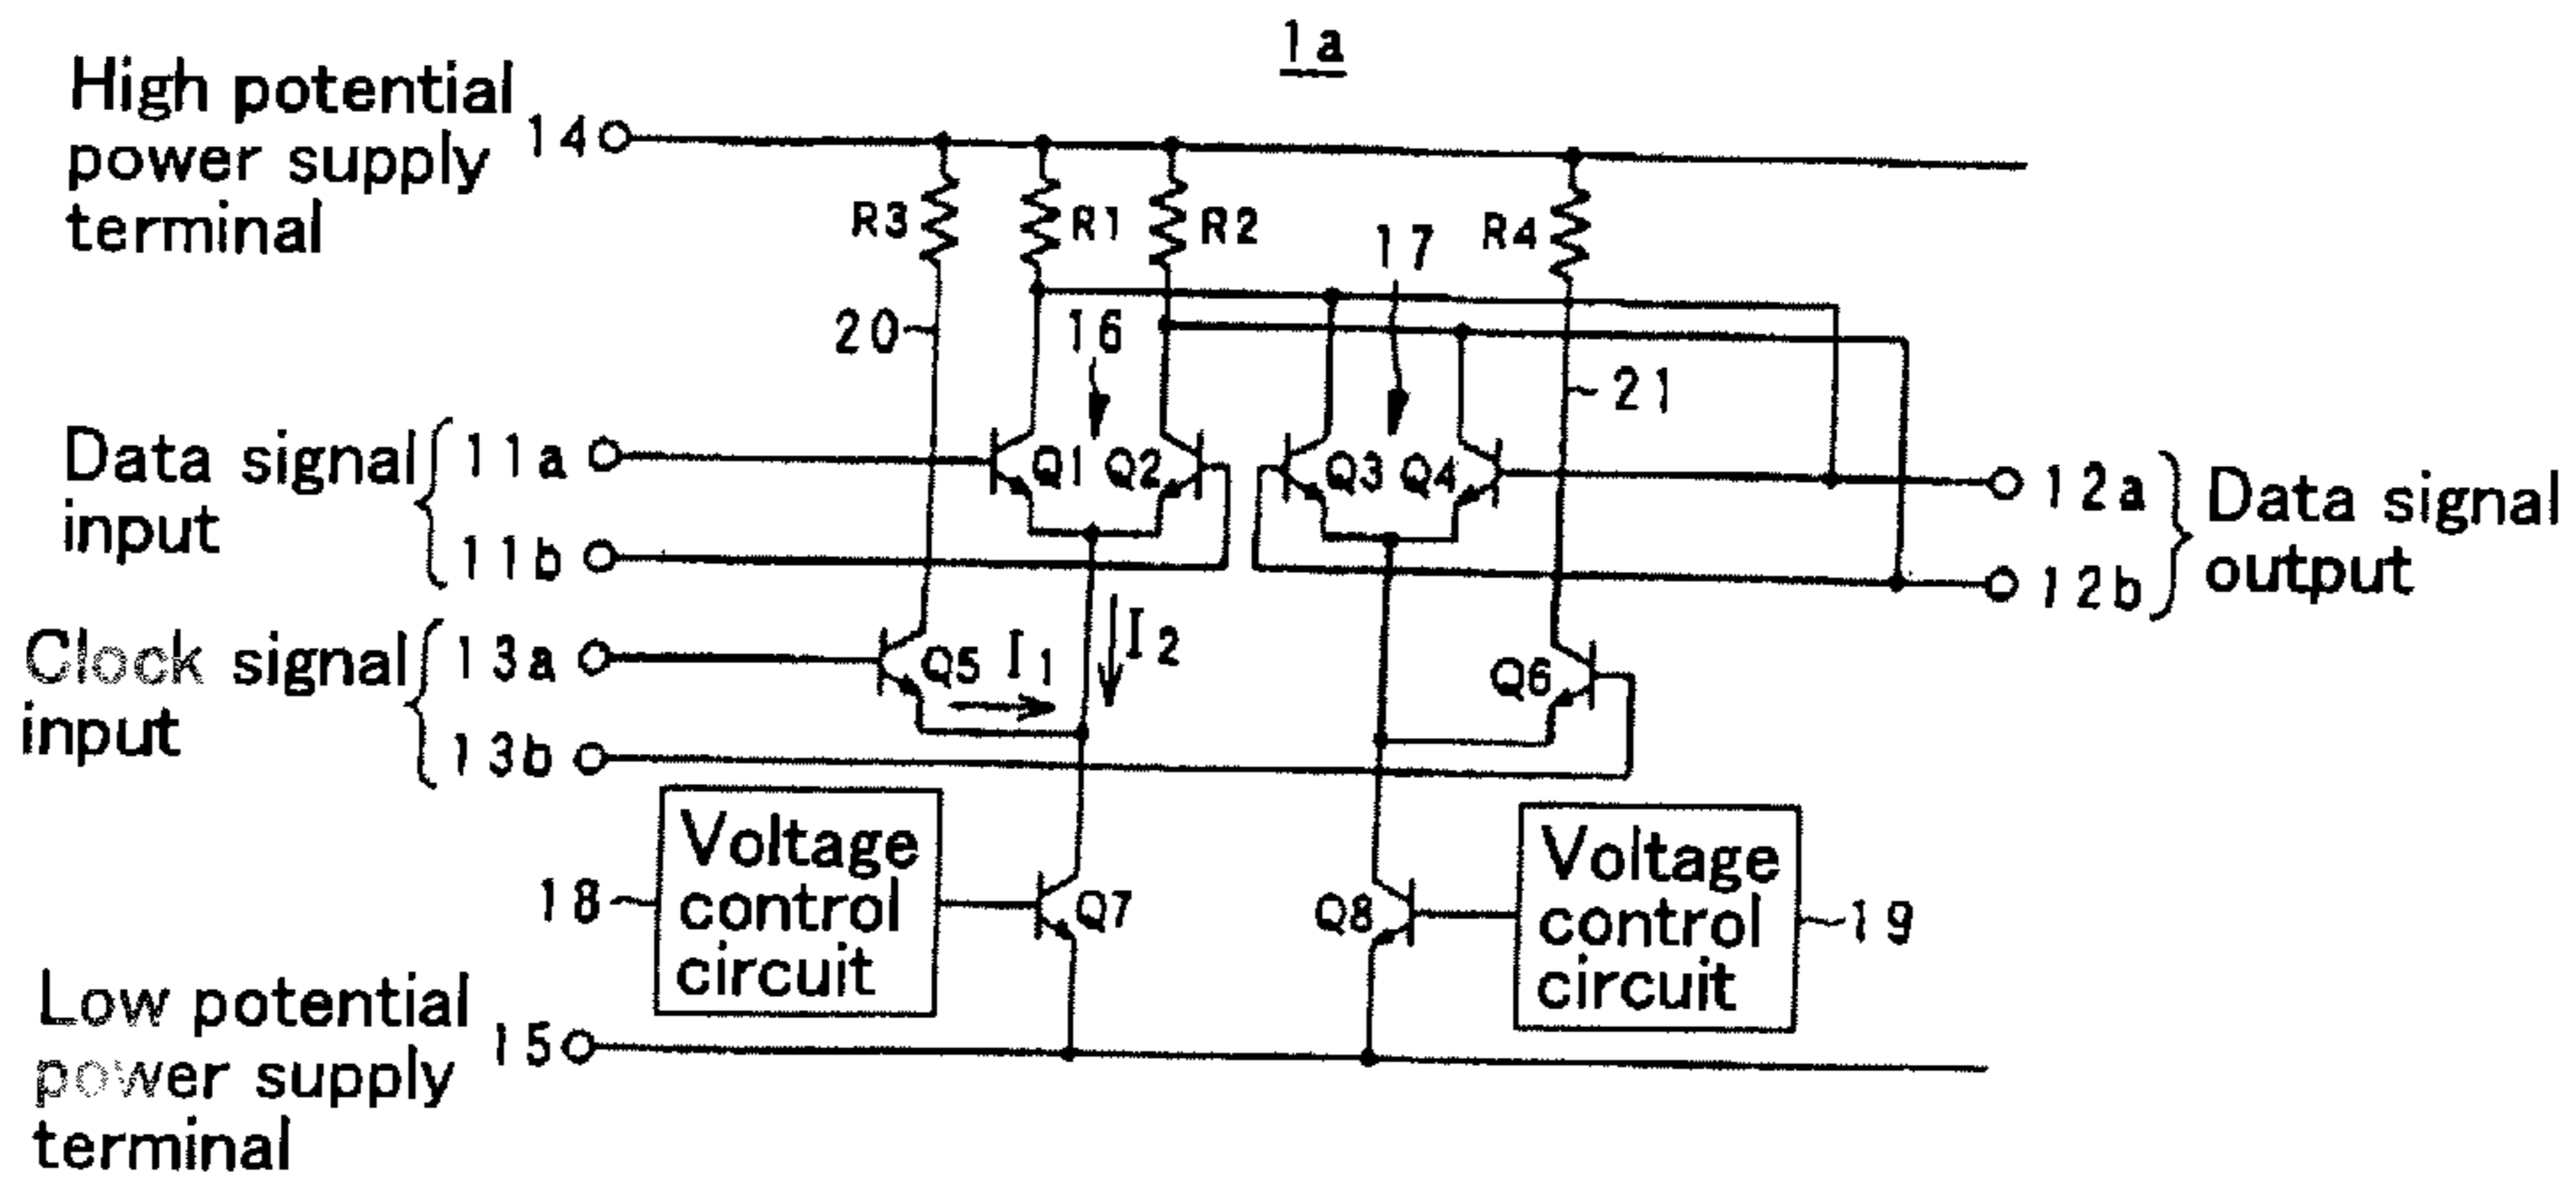 1a
High potential
power supply
terminal
14
R3
R1
R2
17
R4
20
16
21
Data signal
input
11a
11b
Q1
Q2
Q3
Q4
12a
12b
Data signal
output
Clock signal
input
13a
13b
Q5
I1
I2
Q6
18
Voltage
control
circuit
Q7
Q8
Voltage
control
circuit
19
Low potential
power supply
terminal
15